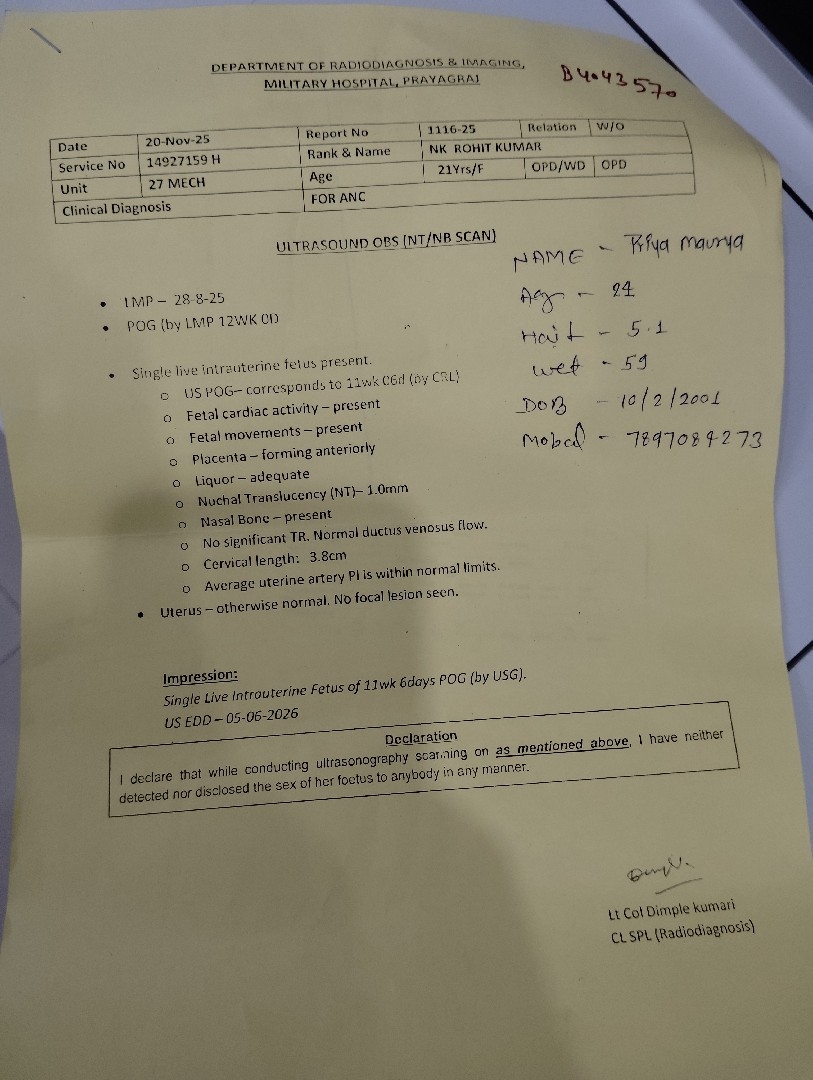 DEPARTMENT OF RADIODIAGNOSIS & IMAGING,
MILITARY HOSPITAL, PRAYAGRAJ
B4043570
Date 20-Nov-25 Report No 1116-25 Relation W/O
Service No 14927159 H Rank & Name NK ROHIT KUMAR
Unit 27 MECH Age 21Yrs/F OPD/WD OPD
Clinical Diagnosis FOR ANC
ULTRASOUND OBS (NT/NB SCAN)
NAME - Priya Maurya
Ag - 24
Hait - 5.1
wet - 59
DOB - 10/2/2001
Mobal - 7897084273
• LMP – 28-8-25
• POG (by LMP 12WK 0D)
• Single live intrauterine fetus present.
o US POG– corresponds to 11wk 06d (by CRL)
o Fetal cardiac activity – present
o Fetal movements – present
o Placenta – forming anteriorly
o Liquor – adequate
o Nuchal Translucency (NT)– 1.0mm
o Nasal Bone – present
o No significant TR. Normal ductus venosus flow.
o Cervical length: 3.8cm
o Average uterine artery PI is within normal limits.
• Uterus – otherwise normal. No focal lesion seen.
Impression:
Single Live Intrauterine Fetus of 11wk 6days POG (by USG).
US EDD – 05-06-2026
Declaration
I declare that while conducting ultrasonography scanning on as mentioned above, I have neither
detected nor disclosed the sex of her foetus to anybody in any manner.
Lt Col Dimple kumari
CL SPL (Radiodiagnosis)